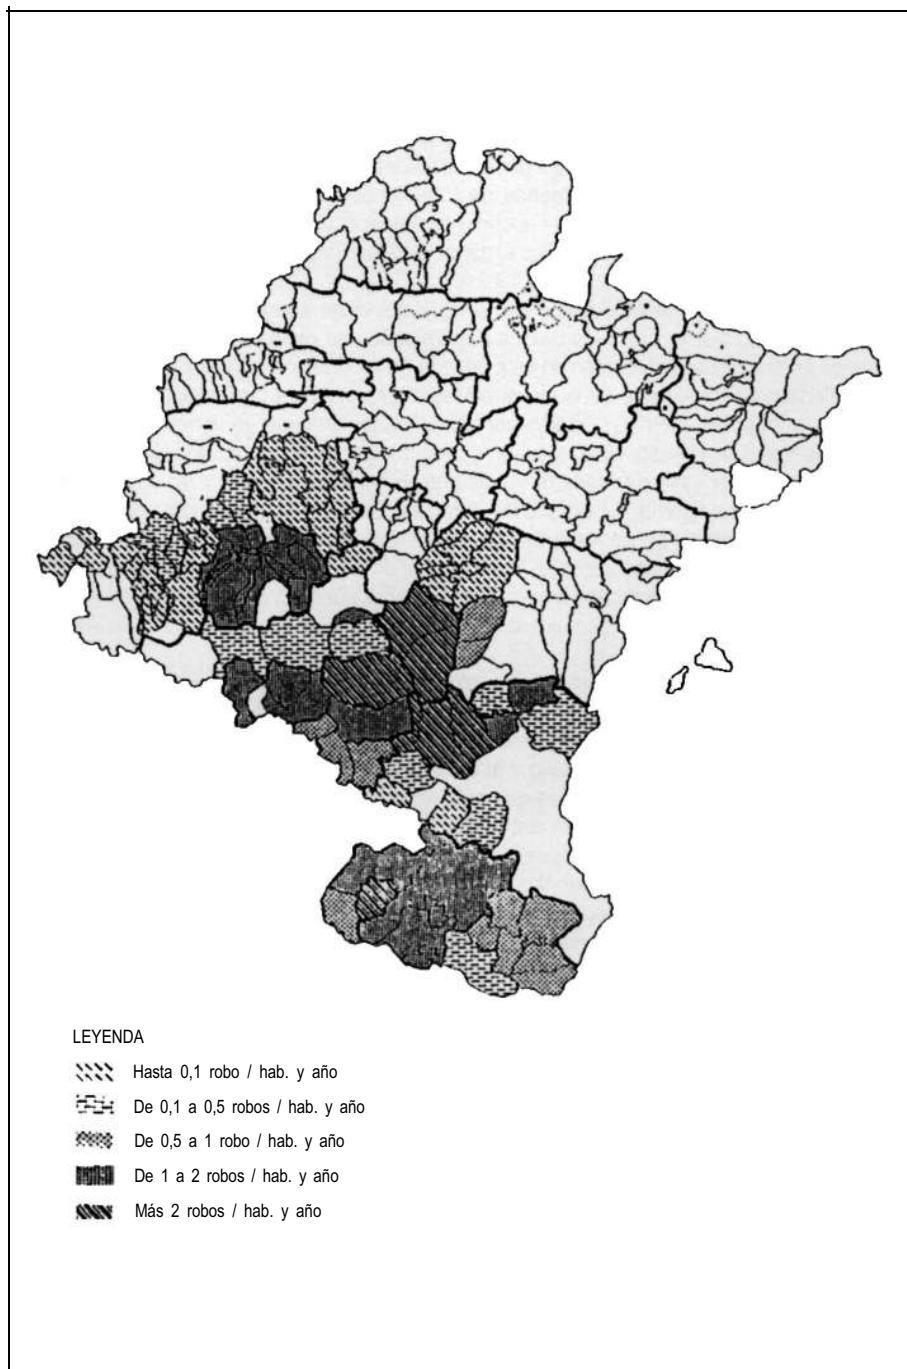 LEYENDA
Hasta 0,1 robo / hab. y año
De 0,1 a 0,5 robos / hab. y año
De 0,5 a 1 robo / hab. y año
De 1 a 2 robos / hab. y año
Más 2 robos / hab. y año